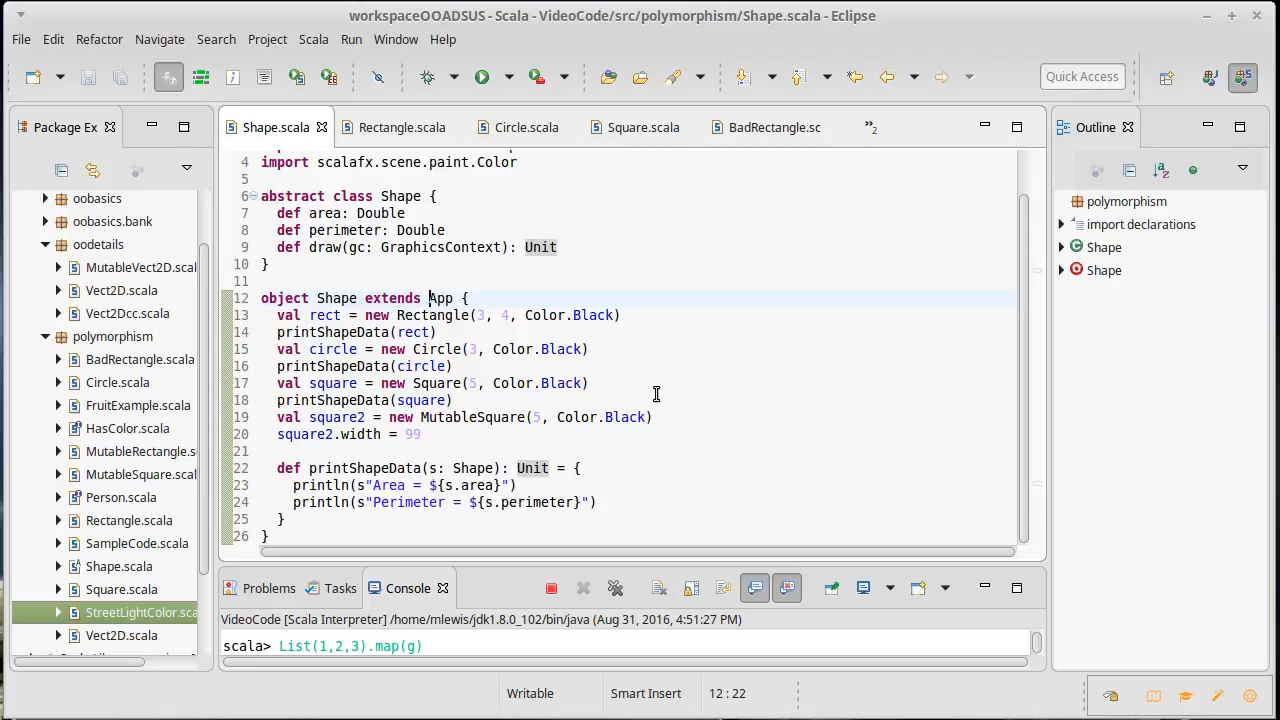 workspaceOOADSUS - Scala - VideoCode/src/polymorphism/Shape.scala - Eclipse
File Edit Refactor Navigate Search Project Scala Run Window Help
Quick Access
Package Ex
oobasics
oobasics.bank
oodetails
MutableVect2D.scal
Vect2D.scala
Vect2Dcc.scala
polymorphism
BadRectangle.scala
Circle.scala
FruitExample.scala
HasColor.scala
MutableRectangle.s
MutableSquare.scal
Person.scala
Rectangle.scala
SampleCode.scala
Shape.scala
Square.scala
StreetLightColor.sca
Vect2D.scala
Shape.scala Rectangle.scala Circle.scala Square.scala BadRectangle.sc »2
4 import scalafx.scene.paint.Color
5
6 abstract class Shape {
7 def area: Double
8 def perimeter: Double
9 def draw(gc: GraphicsContext): Unit
10 }
11
12 object Shape extends App {
13 val rect = new Rectangle(3, 4, Color.Black)
14 printShapeData(rect)
15 val circle = new Circle(3, Color.Black)
16 printShapeData(circle)
17 val square = new Square(5, Color.Black)
18 printShapeData(square)
19 val square2 = new MutableSquare(5, Color.Black)
20 square2.width = 99
21
22 def printShapeData(s: Shape): Unit = {
23 println(s"Area = ${s.area}")
24 println(s"Perimeter = ${s.perimeter}")
25 }
26 }
Outline
polymorphism
import declarations
Shape
Shape
Problems Tasks Console
VideoCode [Scala Interpreter] /home/mlewis/jdk1.8.0_102/bin/java (Aug 31, 2016, 4:51:27 PM)
scala> List(1,2,3).map(g)
Writable Smart Insert 12 : 22